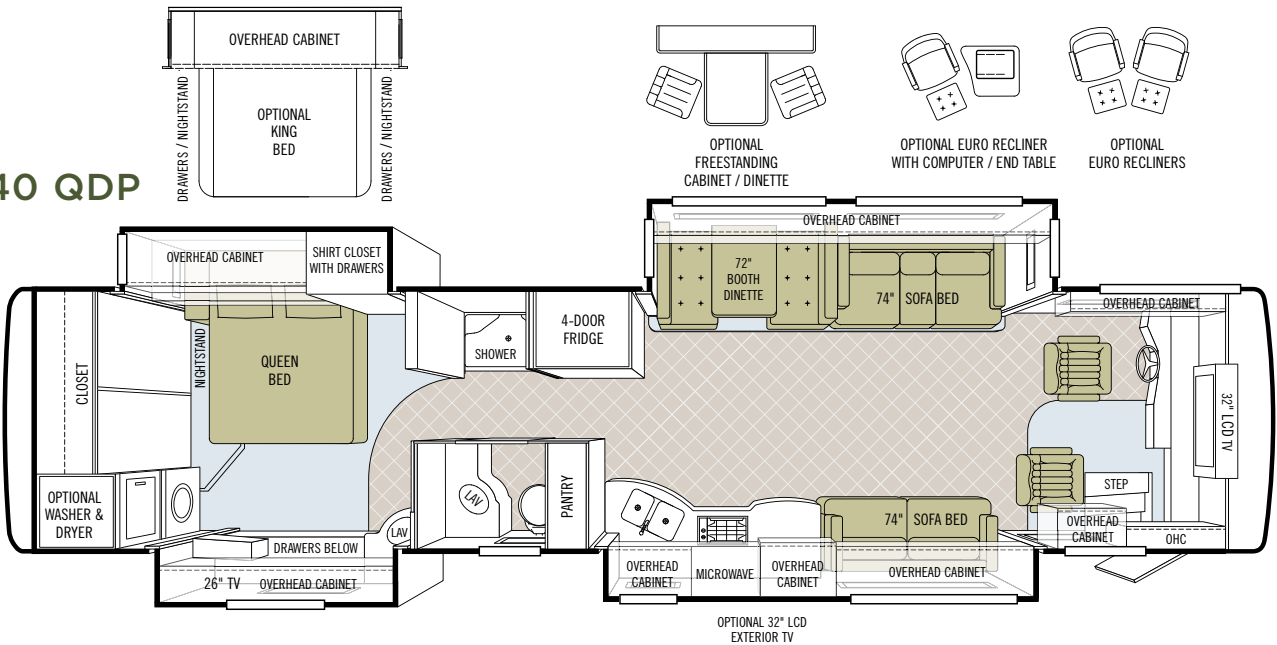 OVERHEAD CABINET
DRAWERS / NIGHTSTAND
OPTIONAL
KING
BED
DRAWERS / NIGHTSTAND
OPTIONAL
FREESTANDING
CABINET / DINETTE
OPTIONAL EURO RECLINER
WITH COMPUTER / END TABLE
OPTIONAL
EURO RECLINERS
40 QDP
OVERHEAD CABINET
SHIRT CLOSET
WITH DRAWERS
OVERHEAD CABINET
72"
BOOTH
DINETTE
74" SOFA BED
OVERHEAD CABINET
CLOSET
NIGHTSTAND
QUEEN
BED
SHOWER
4-DOOR
FRIDGE
32" LCD TV
OPTIONAL
WASHER &
DRYER
LAV
LAV
PANTRY
STEP
74" SOFA BED
OVERHEAD
CABINET
OHC
DRAWERS BELOW
26" TV
OVERHEAD CABINET
OVERHEAD
CABINET
MICROWAVE
OVERHEAD
CABINET
OVERHEAD CABINET
OPTIONAL 32" LCD
EXTERIOR TV